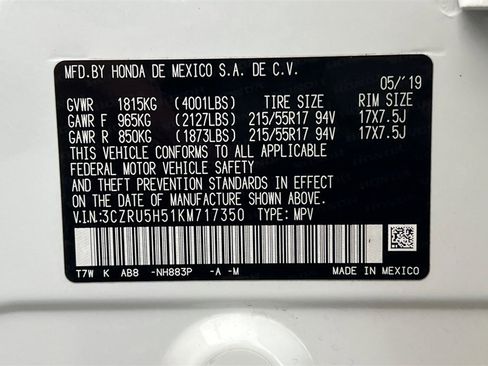 MFD.BY HONDA DE MEXICO S.A. DE C.V.
05/'19
GVWR 1815KG (4001LBS) TIRE SIZE RIM SIZE
GAWR F 965KG (2127LBS) 215/55R17 94V 17X7.5J
GAWR R 850KG (1873LBS) 215/55R17 94V 17X7.5J
THIS VEHICLE CONFORMS TO ALL APPLICABLE
FEDERAL MOTOR VEHICLE SAFETY
AND THEFT PREVENTION STANDARDS IN EFFECT
ON THE DATE OF MANUFACTURE SHOWN ABOVE.
V.I.N:3CZRU5H51KM717350 TYPE: MPV
T7W K AB8 -NH883P -A -M
MADE IN MEXICO